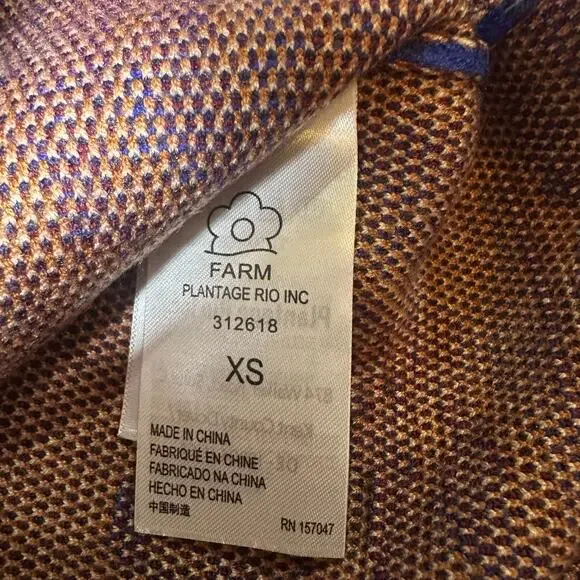 FARM
PLANTAGE RIO INC
312618
XS
MADE IN CHINA
FABRIQUÉ EN CHINE
FABRICADO NA CHINA
HECHO EN CHINA
中国制造
RN 157047